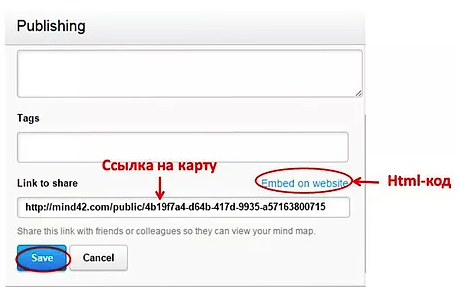 Publishing
Tags
Ссылка на карту
Link to share
Embed on website
Html-код
http://mind42.com/public/4b19f7a4-d64b-417d-9935-a57163800715
Share this link with friends or colleagues so they can view your mind map.
Save
Cancel